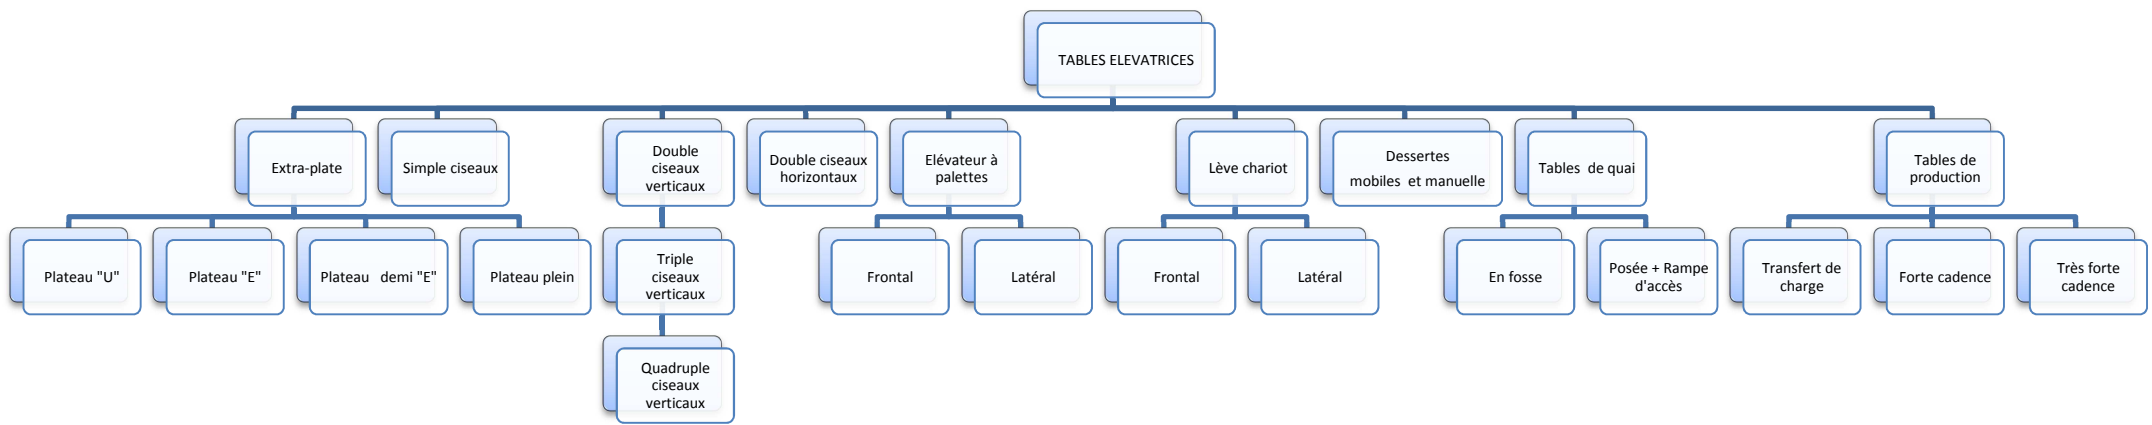 TABLES ELEVATRICES
Extra-plate
Simple ciseaux
Double
ciseaux
verticaux
Double ciseaux
horizontaux
Elévateur à
palettes
Lève chariot
Dessertes
mobiles et manuelle
Tables de quai
Tables de
production
Plateau "U"
Plateau "E"
Plateau demi "E"
Plateau plein
Triple
ciseaux
verticaux
Frontal
Latéral
Frontal
Latéral
En fosse
Posée + Rampe
d'accès
Transfert de
charge
Forte cadence
Très forte
cadence
Quadruple
ciseaux
verticaux